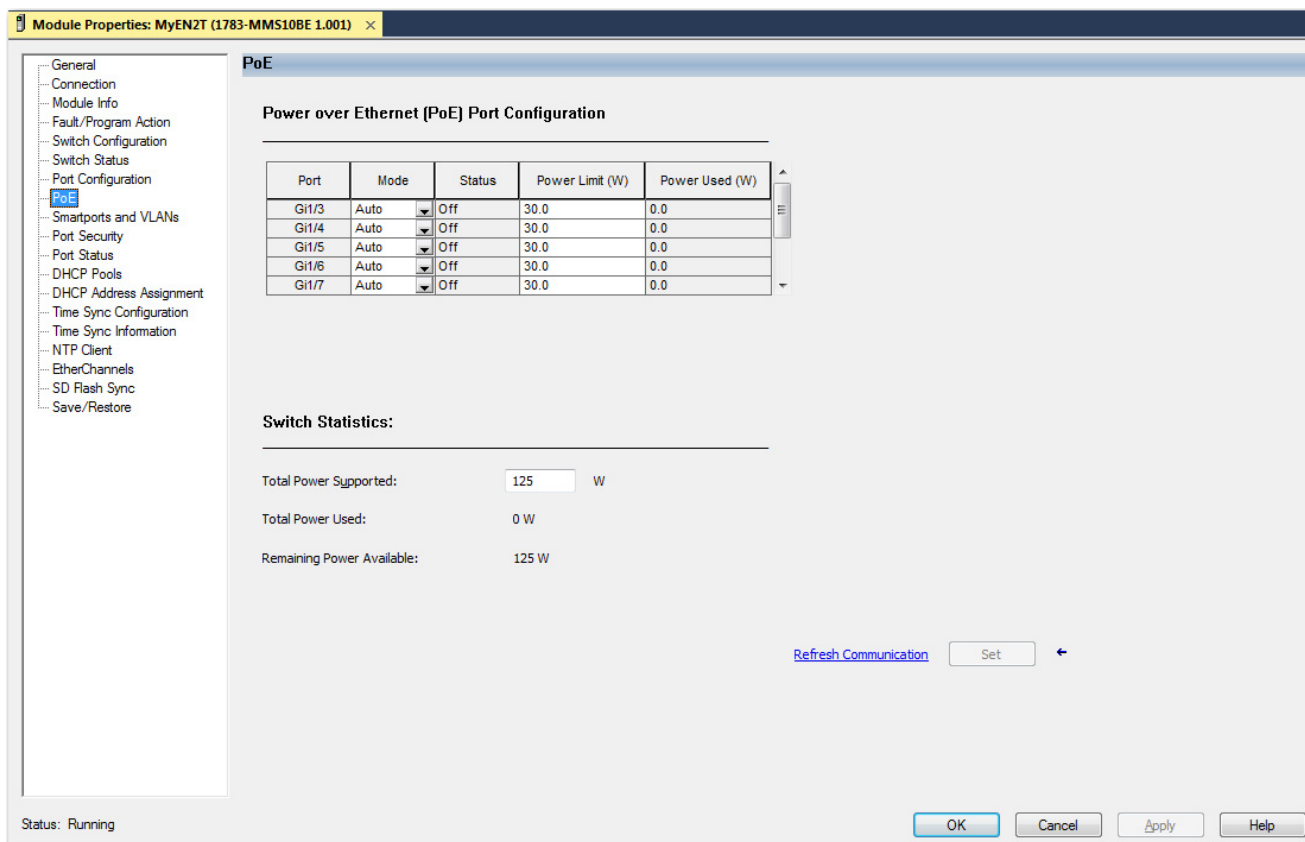 Module Properties: MyEN2T (1783-MMS10BE 1.001) ×
General
Connection
Module Info
Fault/Program Action
Switch Configuration
Switch Status
Port Configuration
PoE
Smartports and VLANs
Port Security
Port Status
DHCP Pools
DHCP Address Assignment
Time Sync Configuration
Time Sync Information
NTP Client
EtherChannels
SD Flash Sync
Save/Restore
PoE
Power over Ethernet (PoE) Port Configuration
Port Mode Status Power Limit (W) Power Used (W)
Gi1/3 Auto Off 30.0 0.0
Gi1/4 Auto Off 30.0 0.0
Gi1/5 Auto Off 30.0 0.0
Gi1/6 Auto Off 30.0 0.0
Gi1/7 Auto Off 30.0 0.0
Switch Statistics:
Total Power Supported: 125 W
Total Power Used: 0 W
Remaining Power Available: 125 W
Refresh Communication Set ←
Status: Running
OK Cancel Apply Help